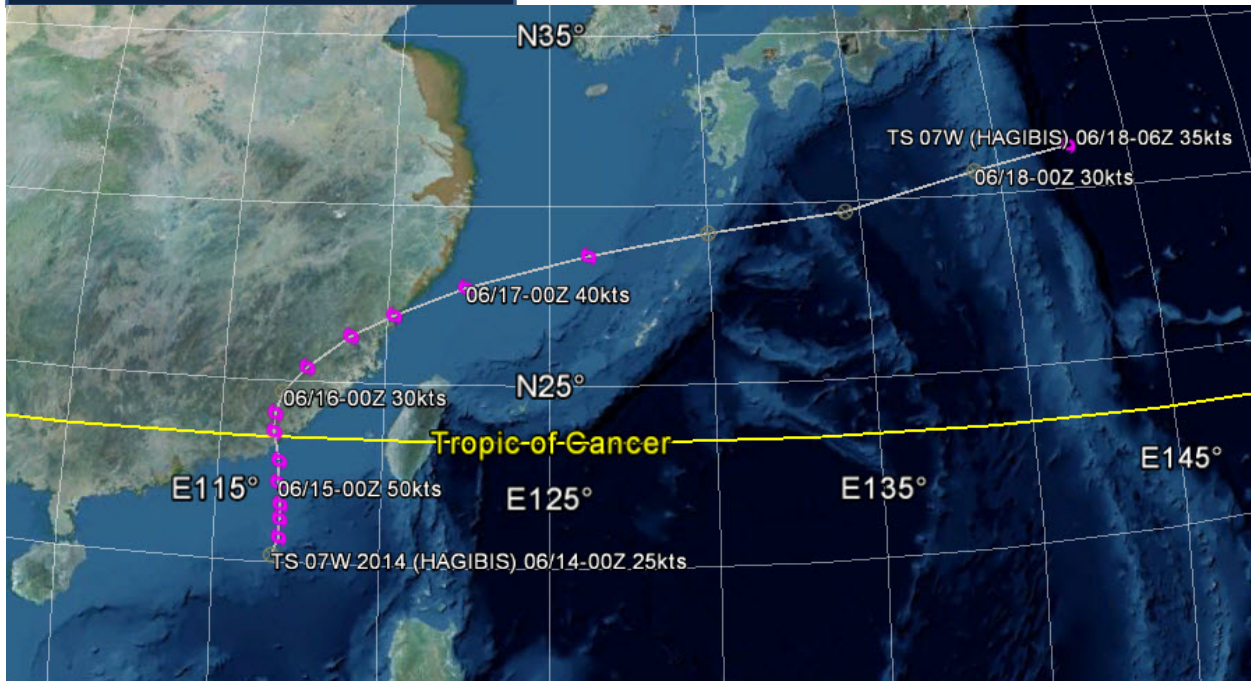 N35°
TS 07W (HAGIBIS) 06/18-06Z 35kts
06/18-00Z 30kts
06/17-00Z 40kts
N25°
06/16-00Z 30kts
Tropic of Cancer
E145°
E115°
06/15-00Z 50kts
E125°
E135°
TS 07W 2014 (HAGIBIS) 06/14-00Z 25kts